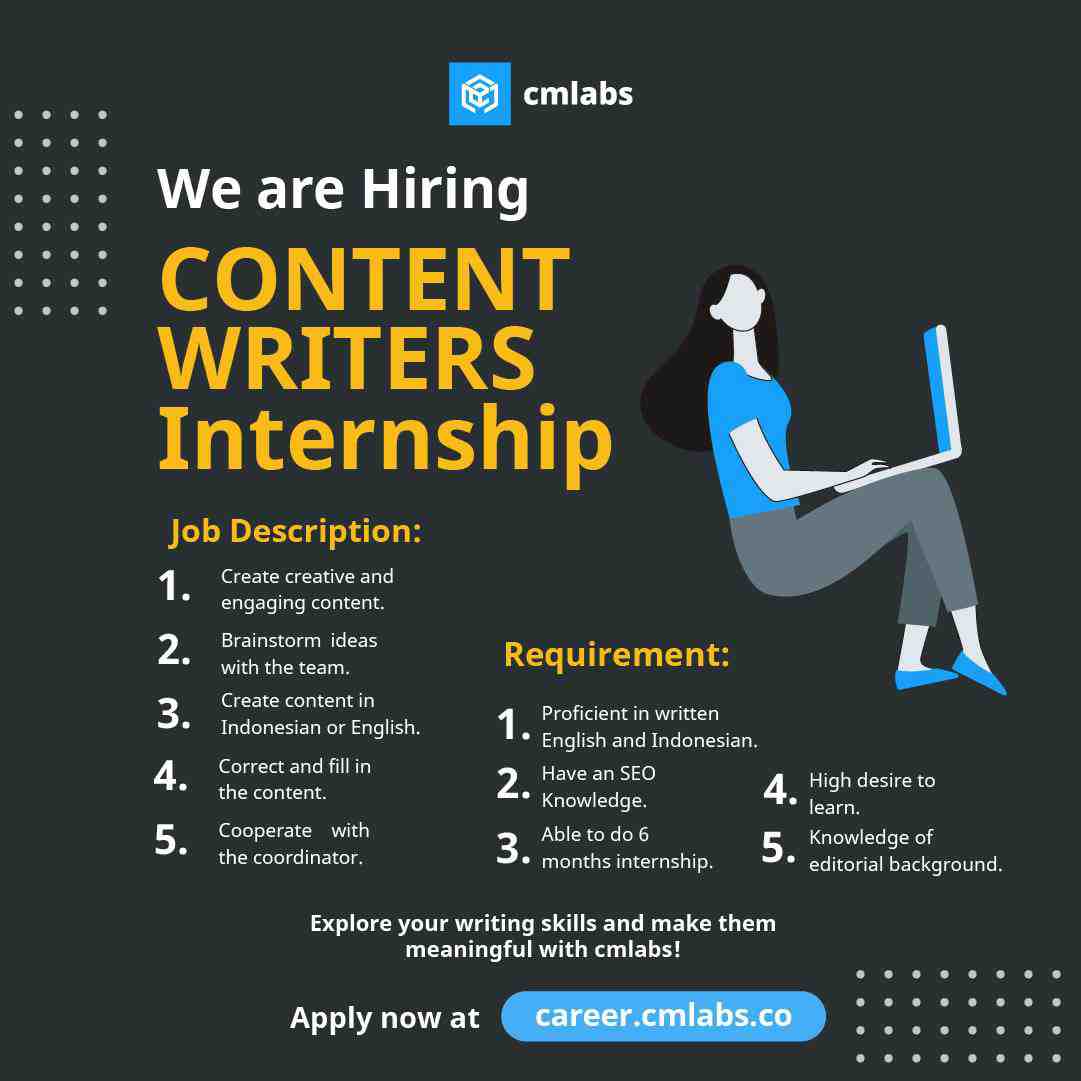 cmlabs
We are Hiring
CONTENT
WRITERS
Internship
Job Description:
1. Create creative and
engaging content.
2. Brainstorm ideas
with the team.
3. Create content in
Indonesian or English.
4. Correct and fill in
the content.
5. Cooperate with
the coordinator.
Requirement:
1. Proficient in written
English and Indonesian.
2. Have an SEO
Knowledge.
3. Able to do 6
months internship.
4. High desire to
learn.
5. Knowledge of
editorial background.
Explore your writing skills and make them
meaningful with cmlabs!
Apply now at career.cmlabs.co